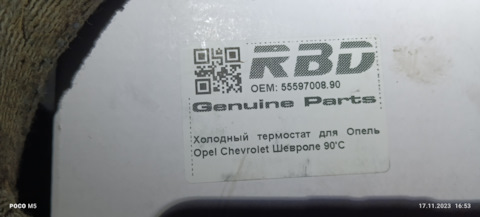 RBD
OEM: 55597008.90
Genuine Parts
Холодный термостат для Опель
Opel Chevrolet Шевроле 90'C
POCO M5
17.11.2023 16:53